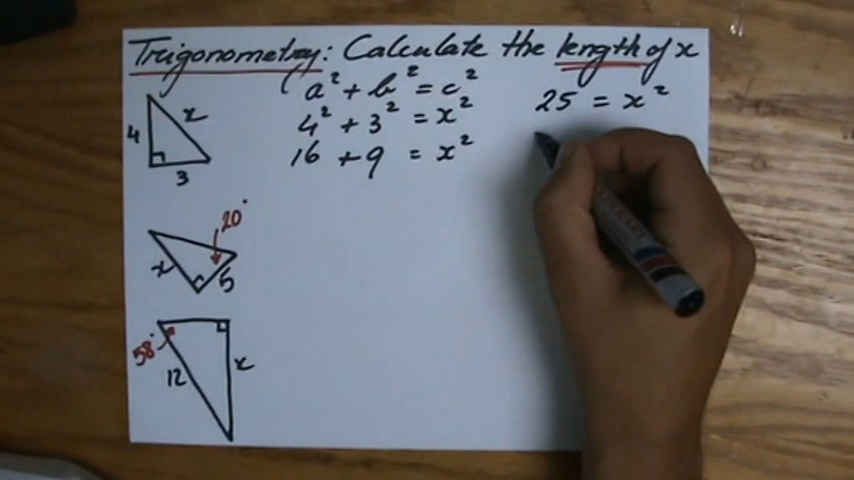 Trigonometry: Calculate the length of x
a² + b² = c²
4² + 3² = x²
16 + 9 = x²
25 = x²
4
x
3
20°
x
5
58°
12
x